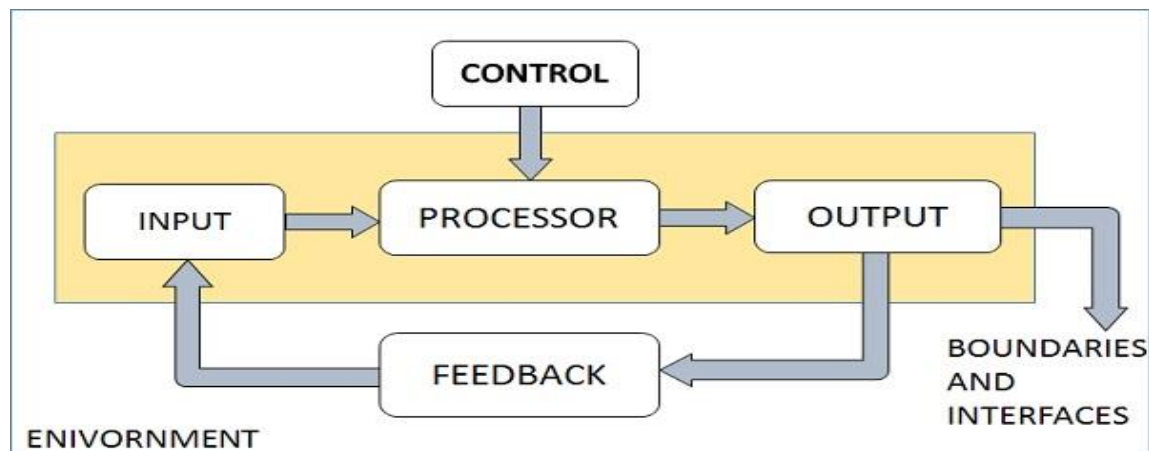 CONTROL
INPUT
PROCESSOR
OUTPUT
FEEDBACK
BOUNDARIES
AND
INTERFACES
ENIVORNMENT